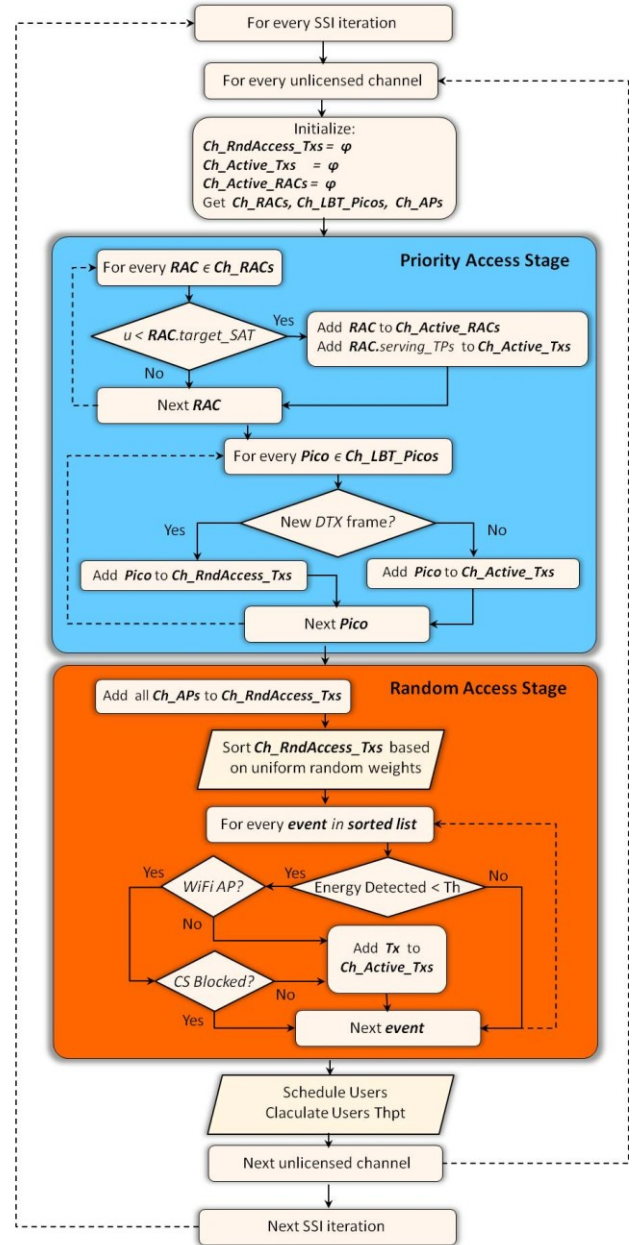 For every SSI iteration
For every unlicensed channel
Initialize:
Ch_RndAccess_Txs = φ
Ch_Active_Txs = φ
Ch_Active_RACs = φ
Get Ch_RACs, Ch_LBT_Picos, Ch_APs
Priority Access Stage
For every RAC ϵ Ch_RACs
u < RAC.target_SAT
Yes
Add RAC to Ch_Active_RACs
Add RAC.serving_TPs to Ch_Active_Txs
No
Next RAC
For every Pico ϵ Ch_LBT_Picos
New DTX frame?
Yes
No
Add Pico to Ch_RndAccess_Txs
Add Pico to Ch_Active_Txs
Next Pico
Random Access Stage
Add all Ch_APs to Ch_RndAccess_Txs
Sort Ch_RndAccess_Txs based
on uniform random weights
For every event in sorted list
Yes
WiFi AP?
Yes
Energy Detected < Th
No
No
Add Tx to
Ch_Active_Txs
CS Blocked?
No
Yes
Next event
Schedule Users
Claculate Users Thpt
Next unlicensed channel
Next SSI iteration